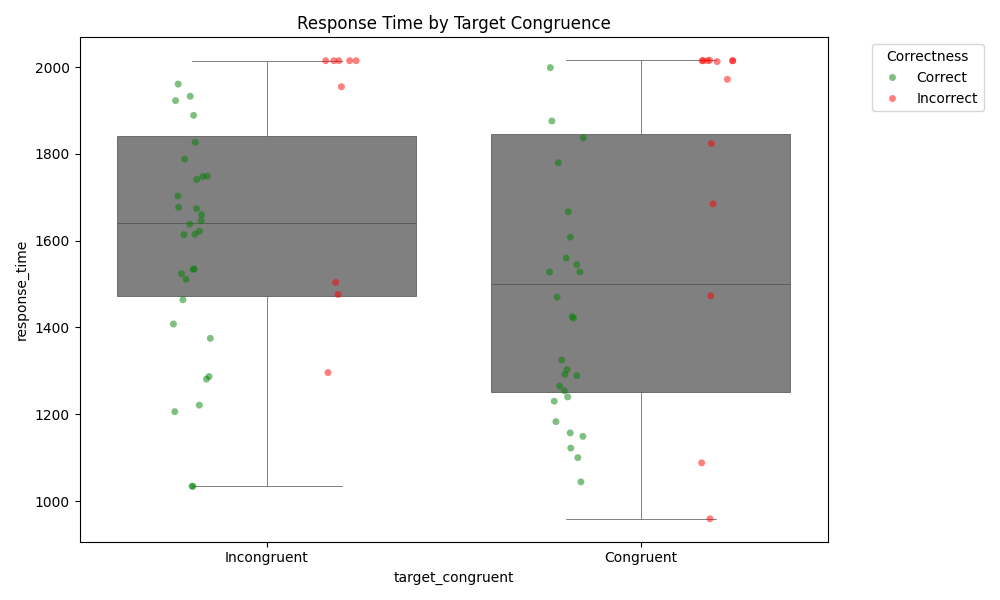 Response Time by Target Congruence
Correctness
Correct
Incorrect
response_time
2000
1800
1600
1400
1200
1000
Incongruent
Congruent
target_congruent